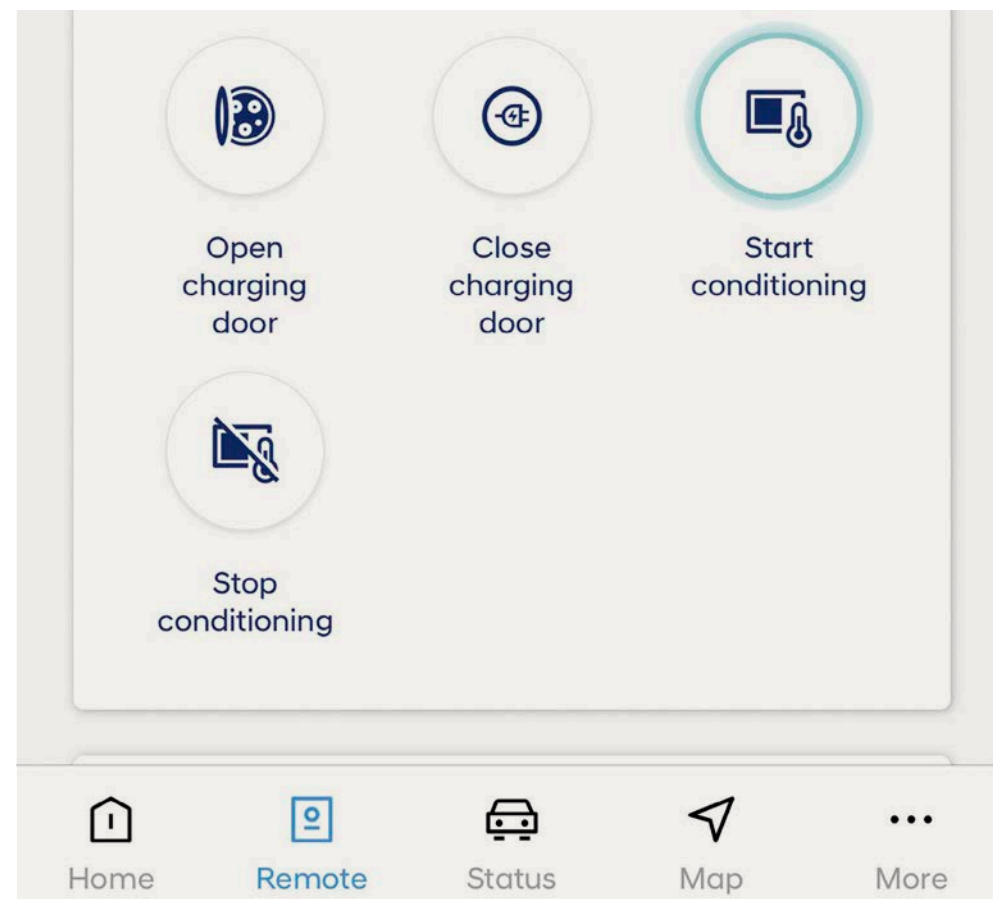 Open
charging
door
Close
charging
door
Start
conditioning
Stop
conditioning
Home
Remote
Status
Map
More